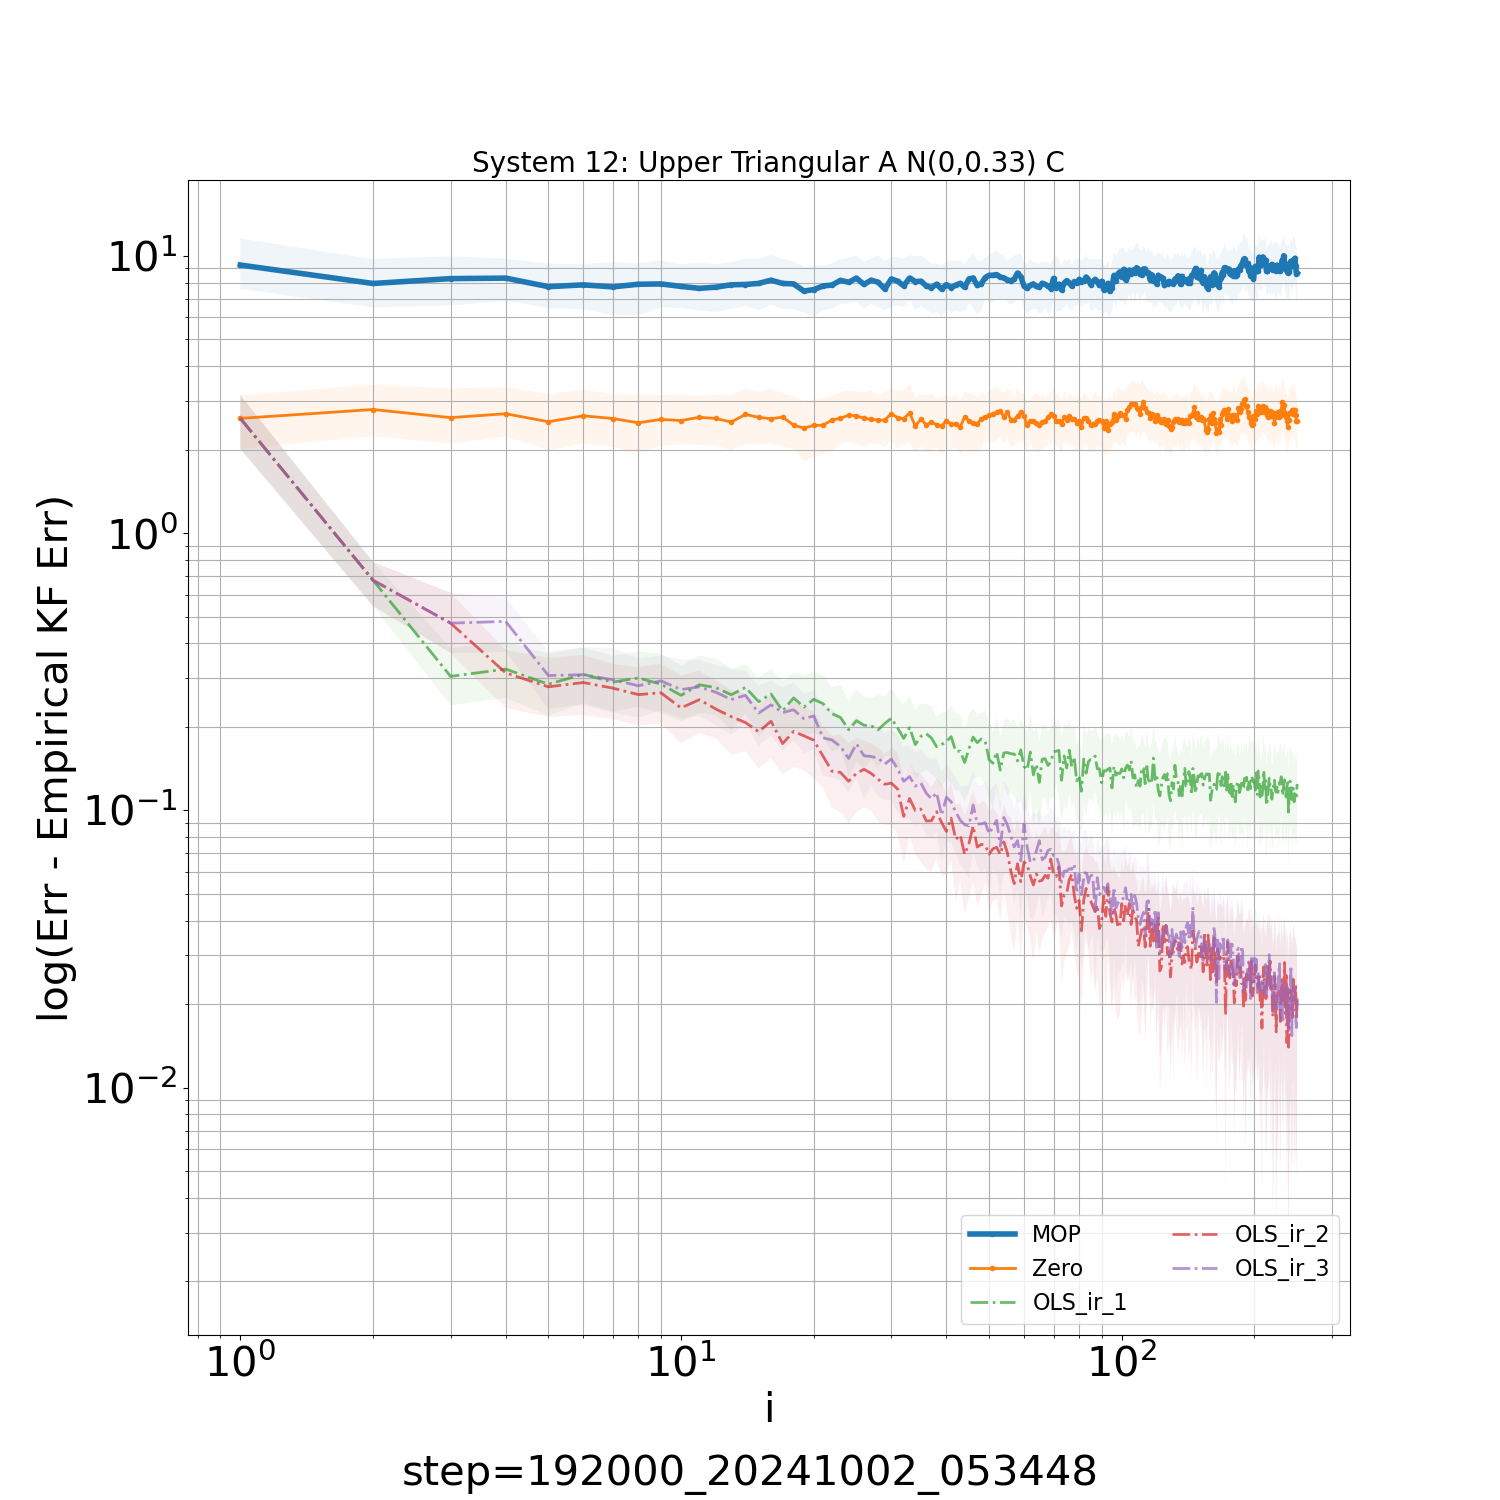 System 12: Upper Triangular A N(0,0.33) C
log(Err - Empirical KF Err)
10¹
10⁰
10⁻¹
10⁻²
MOP
Zero
OLS_ir_1
OLS_ir_2
OLS_ir_3
10⁰ 10¹ 10²
i
step=192000_20241002_053448